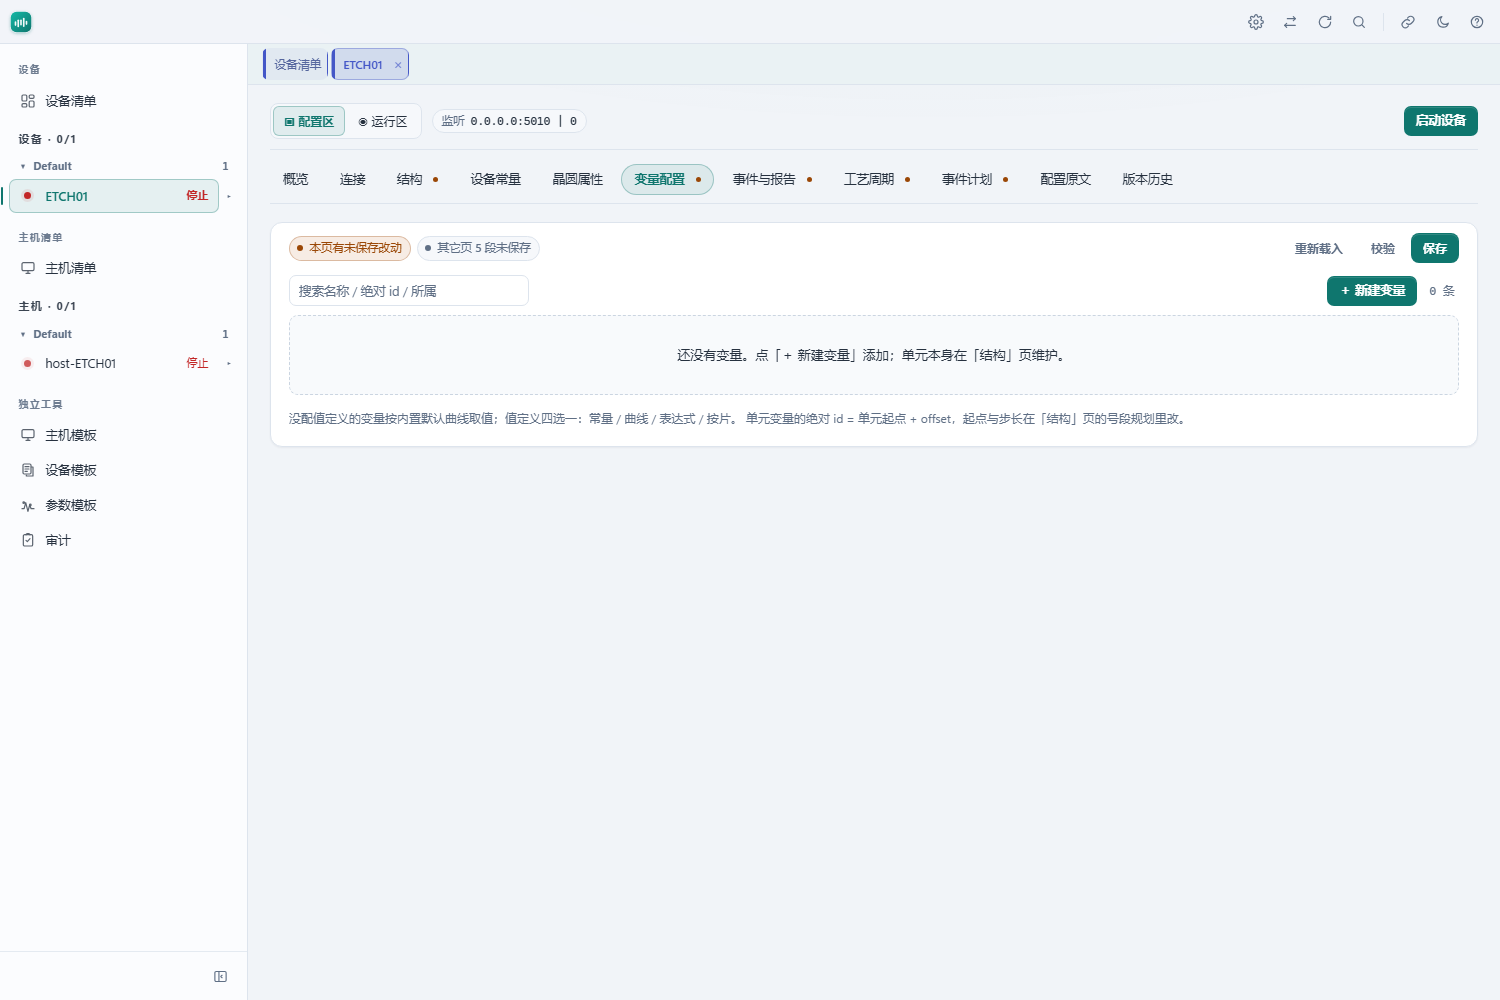 设备
设备清单
设备 · 0/1
Default 1
ETCH01 停止
主机清单
主机清单
主机 · 0/1
Default 1
host-ETCH01 停止
独立工具
主机模板
设备模板
参数模板
审计
设备清单 ETCH01 ×
配置区 运行区 监听 0.0.0.0:5010 | 0 启动设备
概览 连接 结构 设备常量 晶圆属性 变量配置 事件与报告 工艺周期 事件计划 配置原文 版本历史
本页有未保存改动 其它页 5 段未保存 重新载入 校验 保存
搜索名称 / 绝对 id / 所属 + 新建变量 0 条
还没有变量。点「+ 新建变量」添加；单元本身在「结构」页维护。
没配值定义的变量按内置默认曲线取值；值定义四选一：常量 / 曲线 / 表达式 / 按片。 单元变量的绝对 id = 单元起点 + offset，起点与步长在「结构」页的号段规划里改。